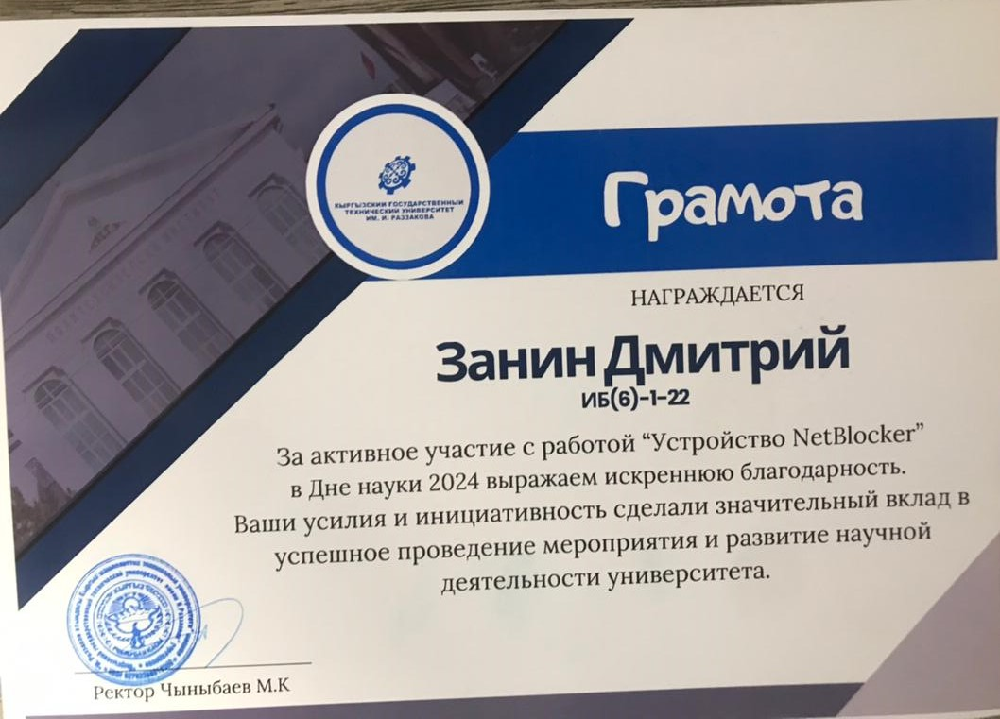 КЫРГЫЗСКИЙ ГОСУДАРСТВЕННЫЙ
ТЕХНИЧЕСКИЙ УНИВЕРСИТЕТ
ИМ. И. РАЗЗАКОВА
Грамота
НАГРАЖДАЕТСЯ
Занин Дмитрий
ИБ(б)-1-22
За активное участие с работой “Устройство NetBlocker”
в Дне науки 2024 выражаем искреннюю благодарность.
Ваши усилия и инициативность сделали значительный вклад в
успешное проведение мероприятия и развитие научной
деятельности университета.
Ректор Чыныбаев М.К